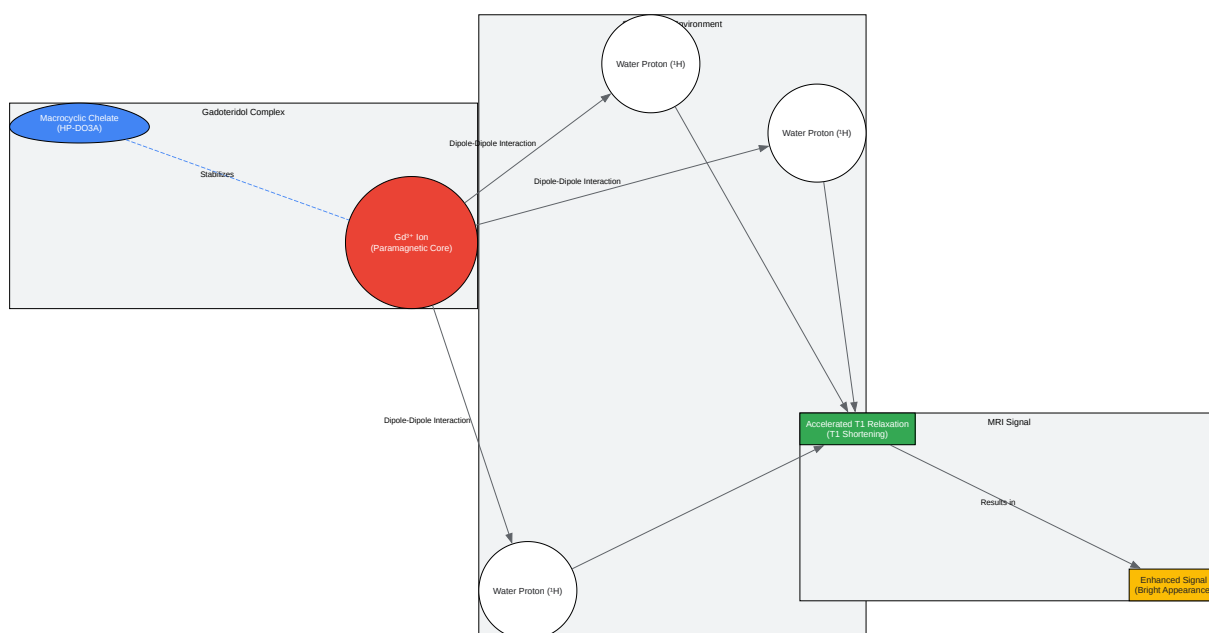 nvironment
Water Proton (¹H)
Gadoteridol Complex
Macrocyclic Chelate
(HP-DO3A)
Water Proton (¹H)
Dipole-Dipole Interaction
Stabilizes
Dipole-Dipole Interaction
Gd³⁺ Ion
(Paramagnetic Core)
Dipole-Dipole Interaction
Accelerated T1 Relaxation
(T1 Shortening)
MRI Signal
Results in
Enhanced Signal
(Bright Appearance
Water Proton (¹H)